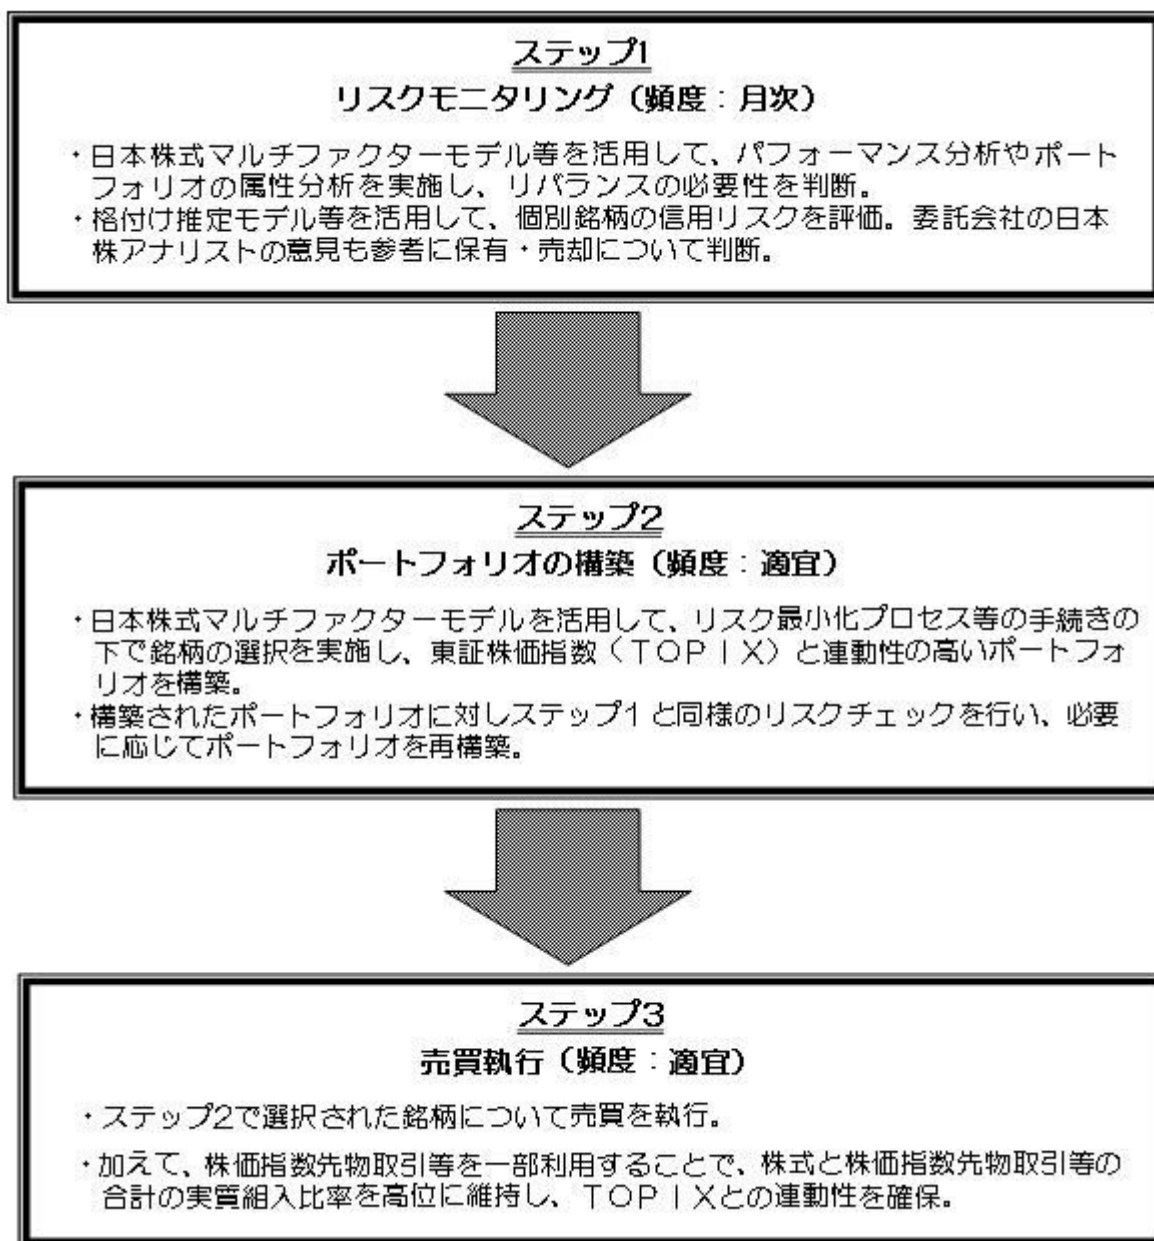 ステップ1
リスクモニタリング（頻度：月次）
・日本株式マルチファクターモデル等を活用して、パフォーマンス分析やポート
フォリオの属性分析を実施し、リバランスの必要性を判断。
・格付け推定モデル等を活用して、個別銘柄の信用リスクを評価。委託会社の日本
株アナリストの意見も参考に保有・売却について判断。
ステップ2
ポートフォリオの構築（頻度：適宜）
・日本株式マルチファクターモデルを活用して、リスク最小化プロセス等の手続きの
下で銘柄の選択を実施し、東証株価指数（ＴＯＰＩＸ）と連動性の高いポートフォ
リオを構築。
・構築されたポートフォリオに対しステップ1と同様のリスクチェックを行い、必要
に応じてポートフォリオを再構築。
ステップ3
売買執行（頻度：適宜）
・ステップ2で選択された銘柄について売買を執行。
・加えて、株価指数先物取引等を一部利用することで、株式と株価指数先物取引等の
合計の実質組入比率を高位に維持し、ＴＯＰＩＸとの連動性を確保。